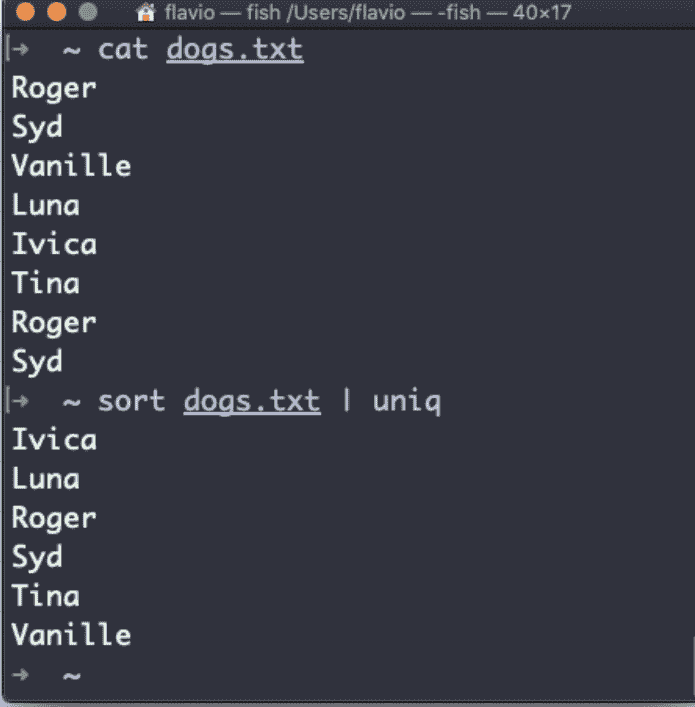 flavio — fish /Users/flavio — -fish — 40×17
→ ~ cat dogs.txt
Roger
Syd
Vanille
Luna
Ivica
Tina
Roger
Syd
→ ~ sort dogs.txt | uniq
Ivica
Luna
Roger
Syd
Tina
Vanille
→ ~